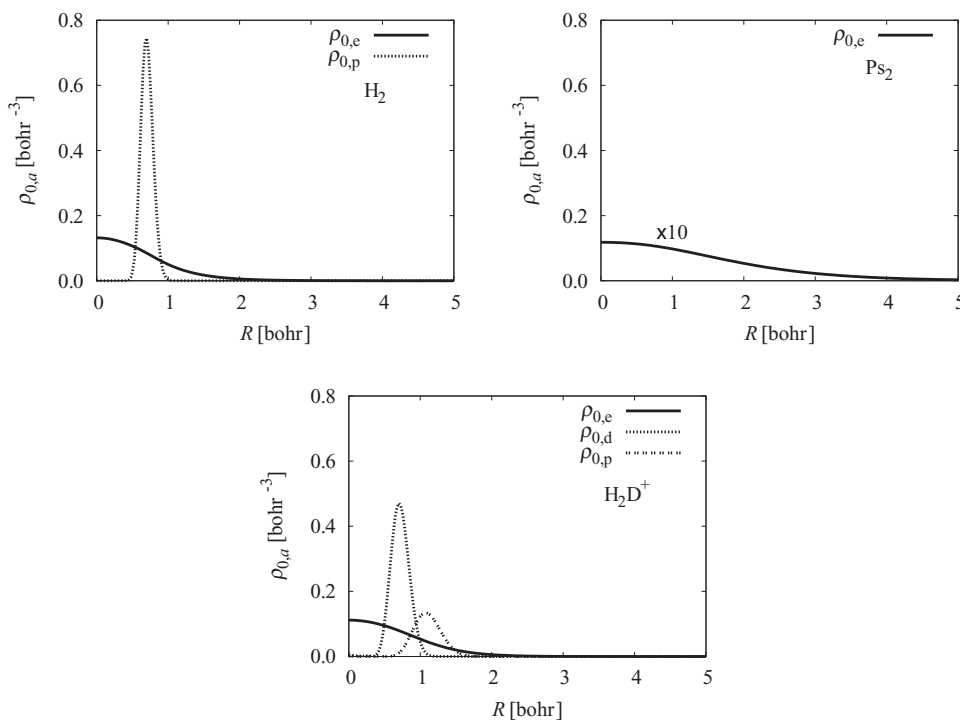 ρ0,a [bohr -3]
0.8
0.6
0.4
0.2
0.0
ρ0,e
ρ0,p
H2
0 1 2 3 4 5
R [bohr]
ρ0,a [bohr -3]
0.8
0.6
0.4
0.2
0.0
ρ0,e
Ps2
x10
0 1 2 3 4 5
R [bohr]
ρ0,a [bohr -3]
0.8
0.6
0.4
0.2
0.0
ρ0,e
ρ0,d
ρ0,p
H2D+
0 1 2 3 4 5
R [bohr]